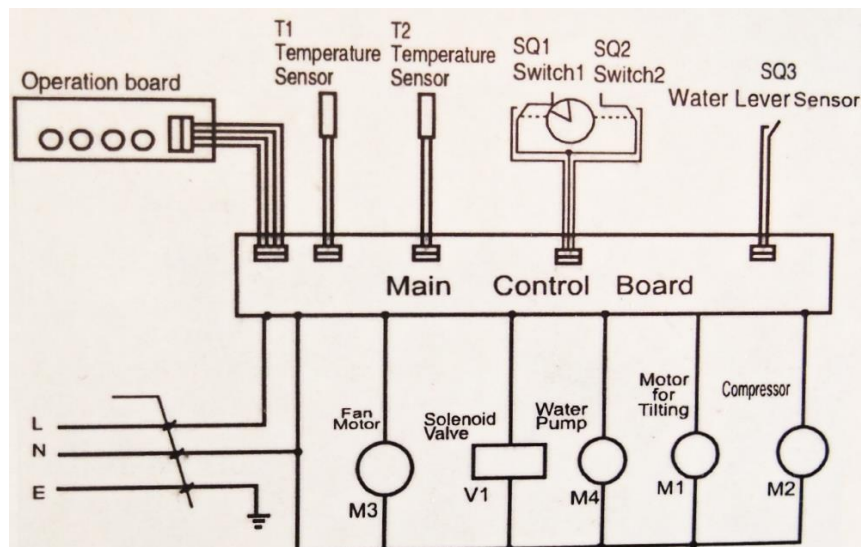 Operation board
T1
Temperature
Sensor
T2
Temperature
Sensor
SQ1
Switch1
SQ2
Switch2
SQ3
Water Lever Sensor
Main Control Board
L
N
E
Fan
Motor
M3
Solenoid
Valve
V1
Water
Pump
M4
Motor
for
Tilting
M1
Compressor
M2